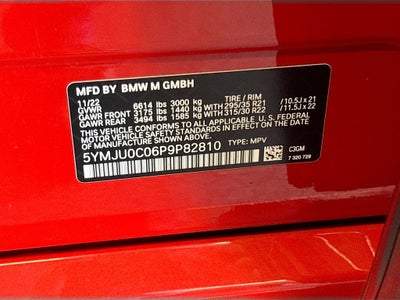 MFD BY BMW M GMBH
11/22
GVWR 6614 lbs 3000 kg TIRE / RIM
GAWR FRONT 3175 lbs 1440 kg xxx 295/35 R21 / 10.5J x 21
GAWR REAR 3494 lbs 1585 kg xxx 315/30 R22 / 11.5J x 22
THIS VEHICLE CONFORMS TO ALL APPLICABLE U.S. FEDERAL
MOTOR VEHICLE SAFETY STANDARDS IN EFFECT ON THE DATE OF
MANUFACTURE SHOWN ABOVE.
5YMJU0C06P9P82810 TYPE: MPV
C3GM
7 320 729